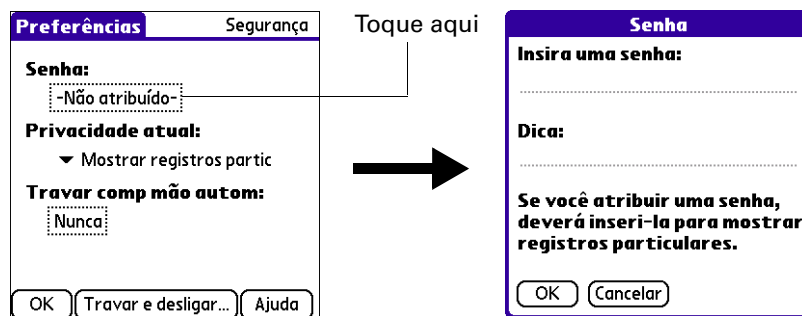 Preferências Segurança
Senha:
-Não atribuído-
Privacidade atual:
Mostrar registros partic
Travar comp mão autom:
Nunca
OK Travar e desligar... Ajuda
Toque aqui
Senha
Insira uma senha:
Dica:
Se você atribuir uma senha,
deverá inseri-la para mostrar
registros particulares.
OK Cancelar